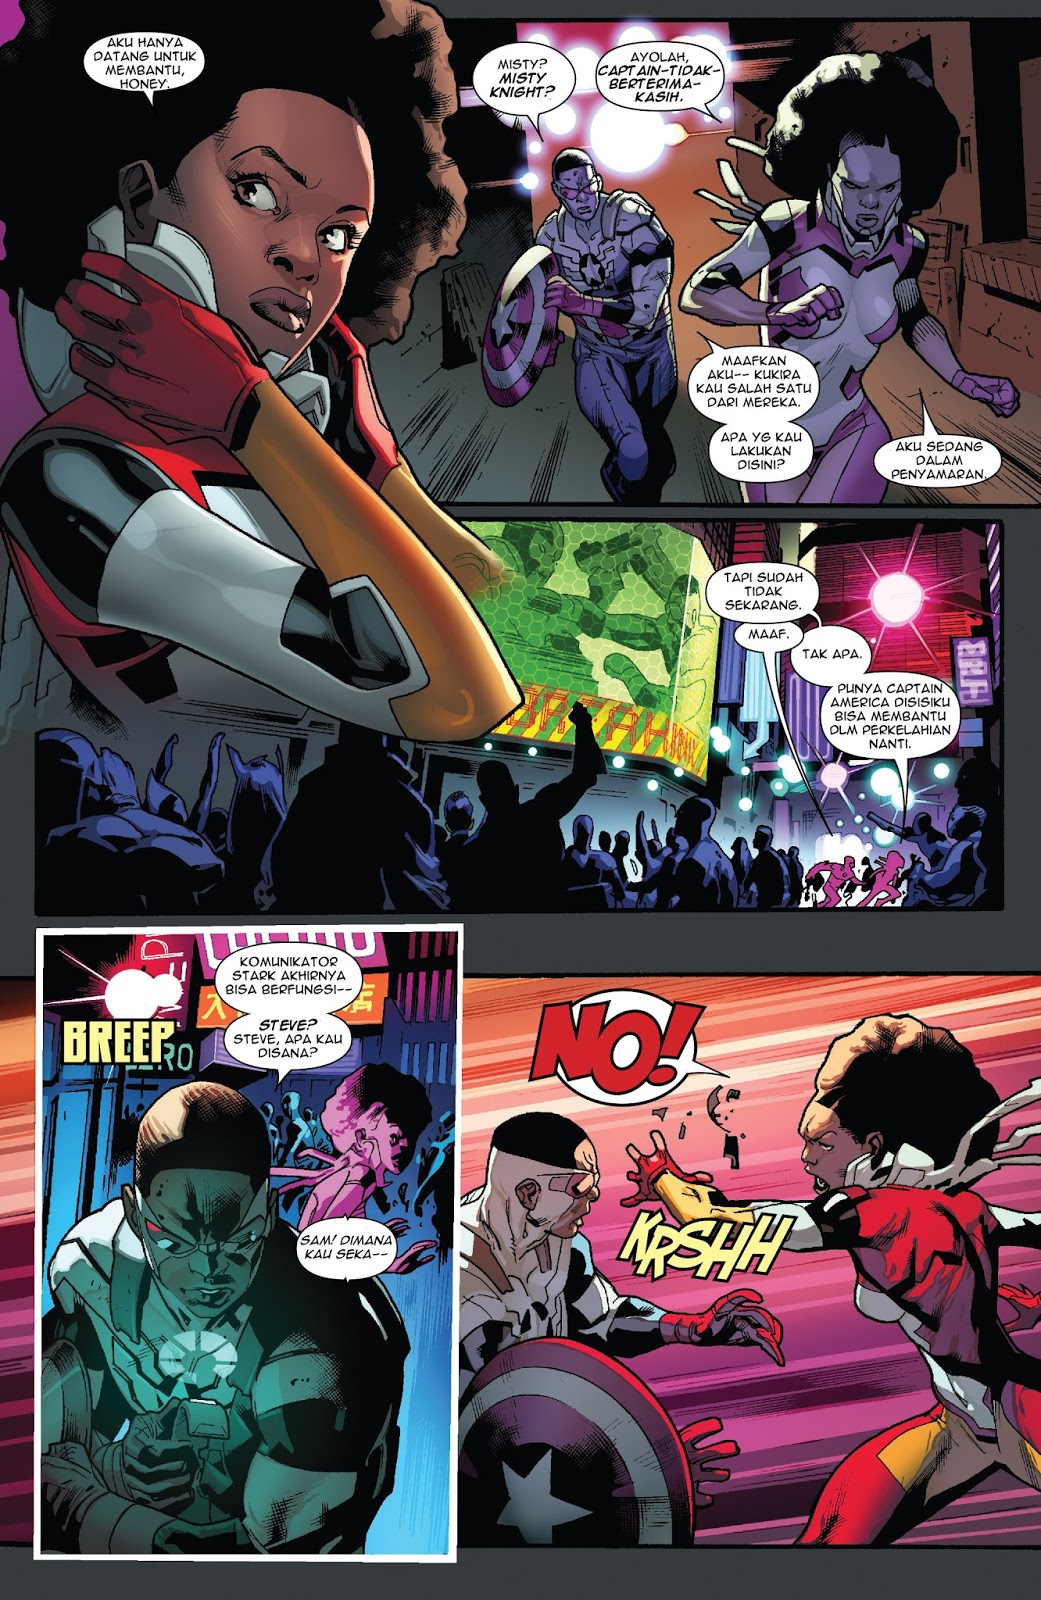 AKU HANYA
DATANG UNTUK
MEMBANTU,
HONEY.
MISTY?
MISTY
KNIGHT?
AYOLAH,
CAPTAIN-TIDAK-
BERTERIMA-
KASIH.
MAAFKAN
AKU-- KUKIRA
KAU SALAH SATU
DARI MEREKA.
APA YG KAU
LAKUKAN
DISINI?
AKU SEDANG
DALAM
PENYAMARAN.
TAPI SUDAH
TIDAK
SEKARANG.
MAAF.
TAK APA.
PUNYA CAPTAIN
AMERICA DISISIKU
BISA MEMBANTU
DLM PERKELAHIAN
NANTI.
KOMUNIKATOR
STARK AKHIRNYA
BISA BERFUNGSI--
STEVE?
STEVE, APA KAU
DISANA?
BREEP
SAM! DIMANA
KAU SEKA--
NO!
KRSHH